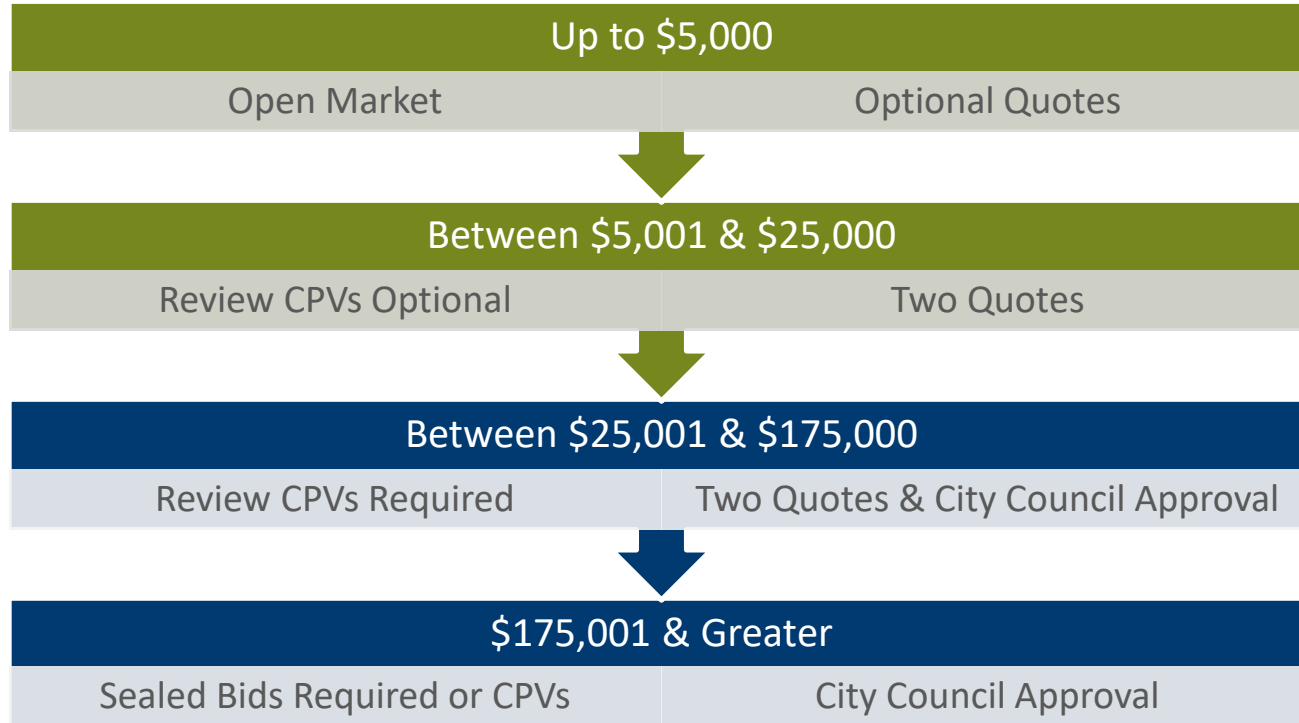 Up to $5,000
Open Market
Optional Quotes
Between $5,001 & $25,000
Review CPVs Optional
Two Quotes
Between $25,001 & $175,000
Review CPVs Required
Two Quotes & City Council Approval
$175,001 & Greater
Sealed Bids Required or CPVs
City Council Approval